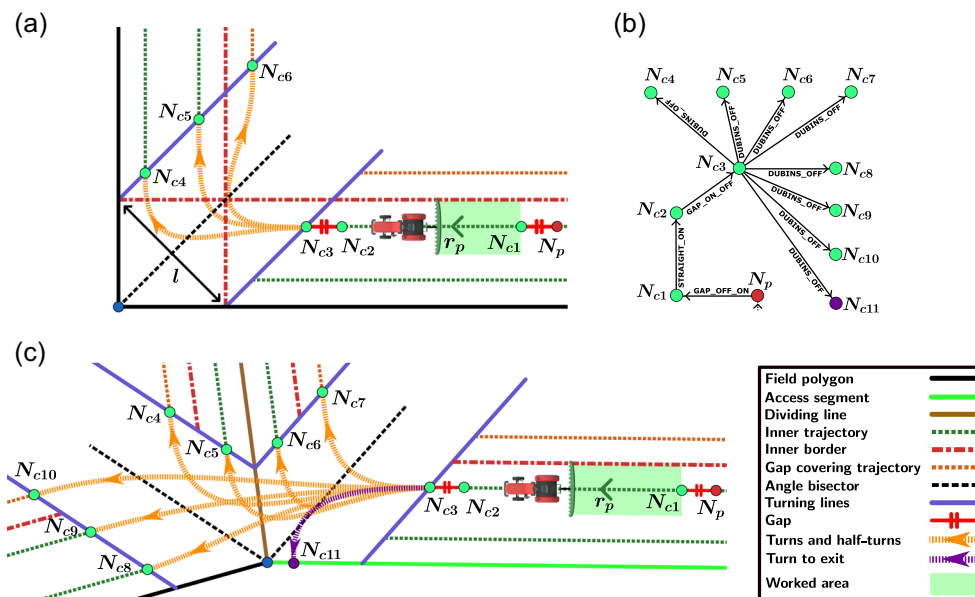 (a)
N_c6
N_c5
N_c4
l
N_c3
N_c2
r_p
N_c1
N_p
(b)
N_c4
N_c5
N_c6
N_c7
DUBINS_OFF
DUBINS_OFF
DUBINS_OFF
DUBINS_OFF
N_c3
DUBINS_OFF
N_c8
DUBINS_OFF
N_c9
DUBINS_OFF
N_c10
DUBINS_OFF
N_c11
N_c2
GAP_ON_OFF
STRAIGHT_ON
N_c1
GAP_OFF_ON
N_p
(c)
N_c4
N_c5
N_c6
N_c7
N_c10
N_c9
N_c8
N_c11
N_c3
N_c2
r_p
N_c1
N_p
Field polygon
Access segment
Dividing line
Inner trajectory
Inner border
Gap covering trajectory
Angle bisector
Turning lines
Gap
Turns and half-turns
Turn to exit
Worked area